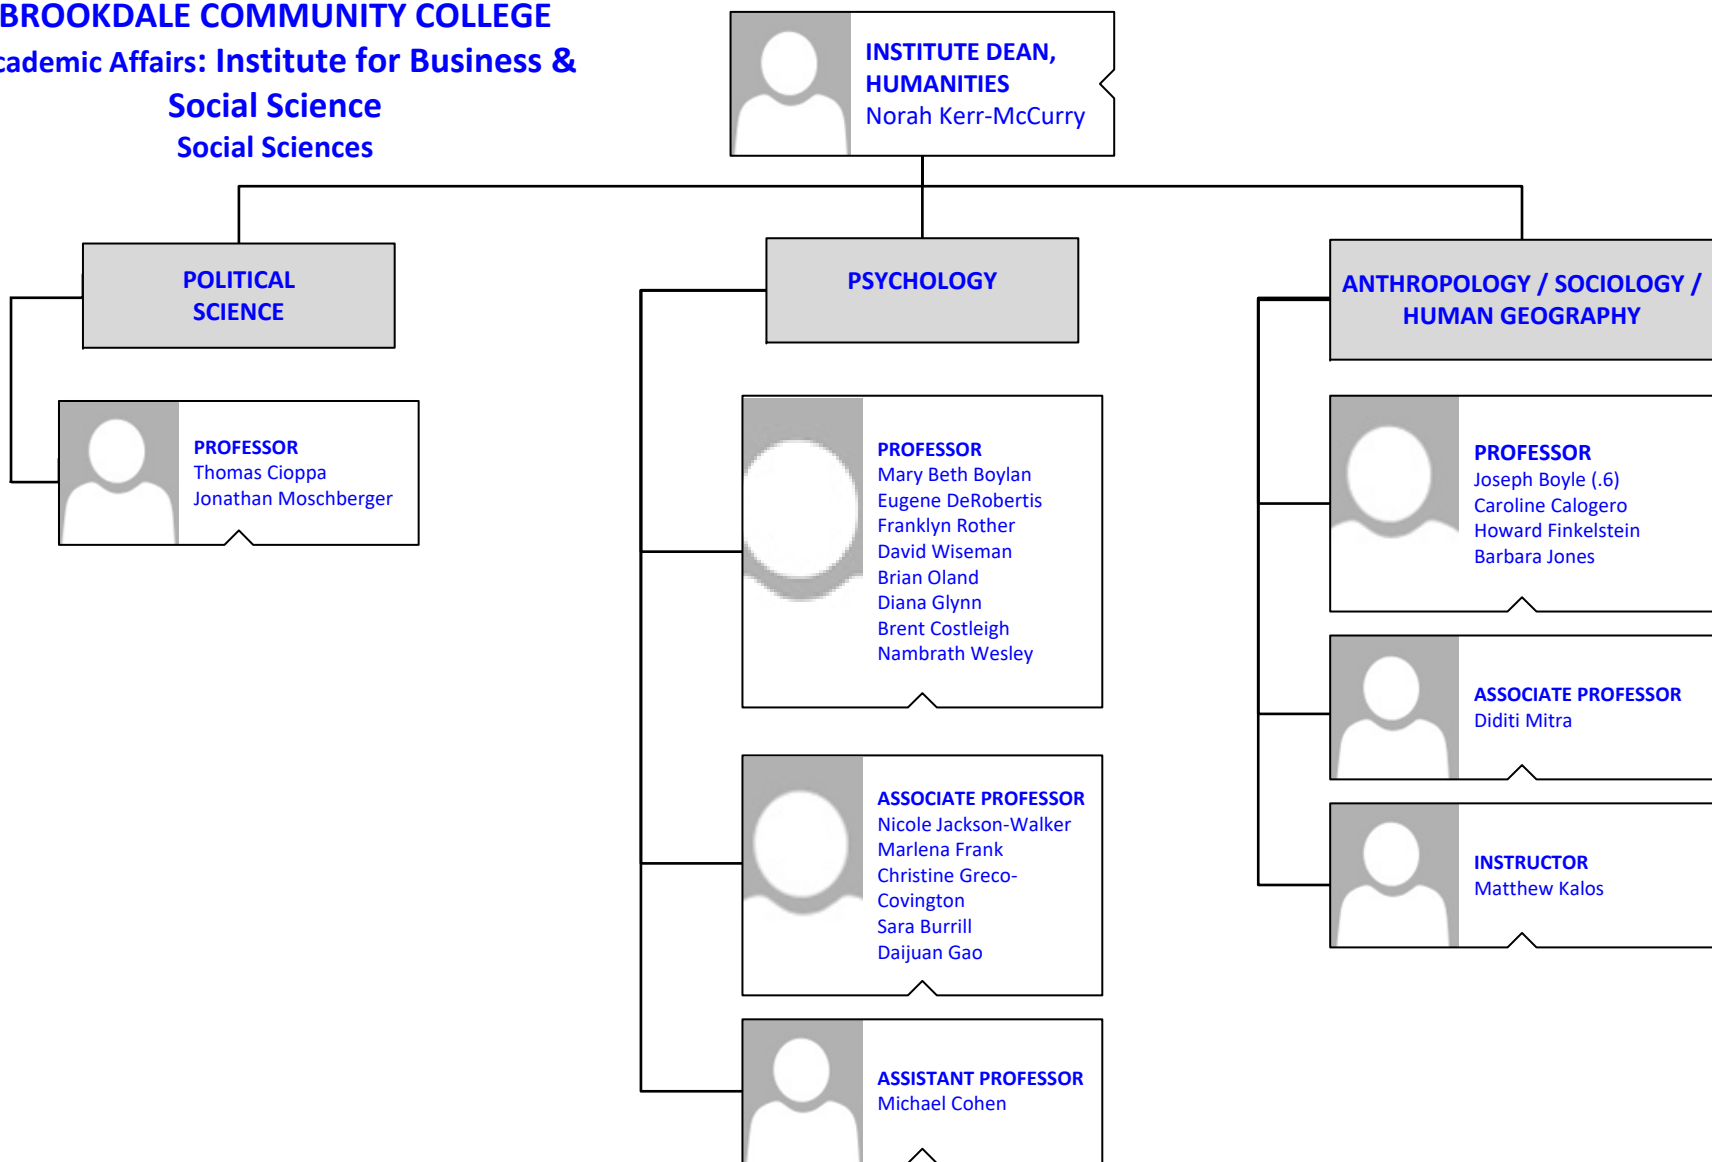 BROOKDALE COMMUNITY COLLEGE
Affairs: Institute for Business &
Social Science
Social Sciences
INSTITUTE DEAN,
HUMANITIES
Norah Kerr-McCurry
POLITICAL
SCIENCE
PROFESSOR
Thomas Cioppa
Jonathan Moschberger
PSYCHOLOGY
PROFESSOR
Mary Beth Boylan
Eugene DeRobertis
Franklyn Rother
David Wiseman
Brian Oland
Diana Glynn
Brent Costleigh
Nambrath Wesley
ASSOCIATE PROFESSOR
Nicole Jackson-Walker
Marlena Frank
Christine Greco-
Covington
Sara Burrill
Daijuan Gao
ASSISTANT PROFESSOR
Michael Cohen
ANTHROPOLOGY / SOCIOLOGY /
HUMAN GEOGRAPHY
PROFESSOR
Joseph Boyle (.6)
Caroline Calogero
Howard Finkelstein
Barbara Jones
ASSOCIATE PROFESSOR
Diditi Mitra
INSTRUCTOR
Matthew Kalos